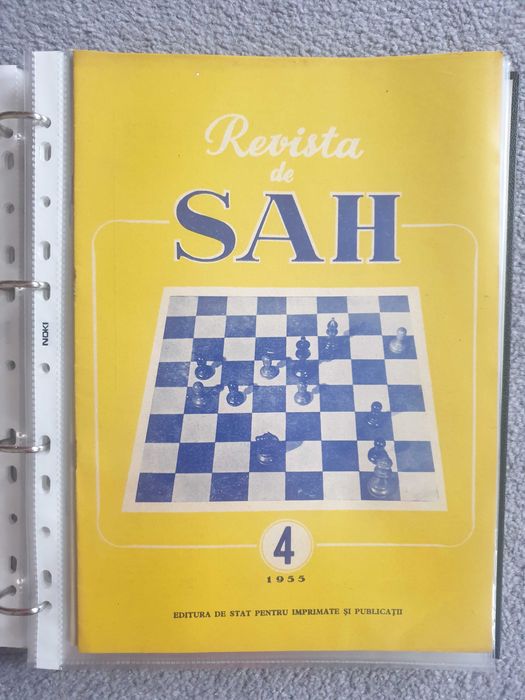 Revista
de
SAH
4
1955
EDITURA DE STAT PENTRU IMPRIMATE ȘI PUBLICAȚII
NOKI